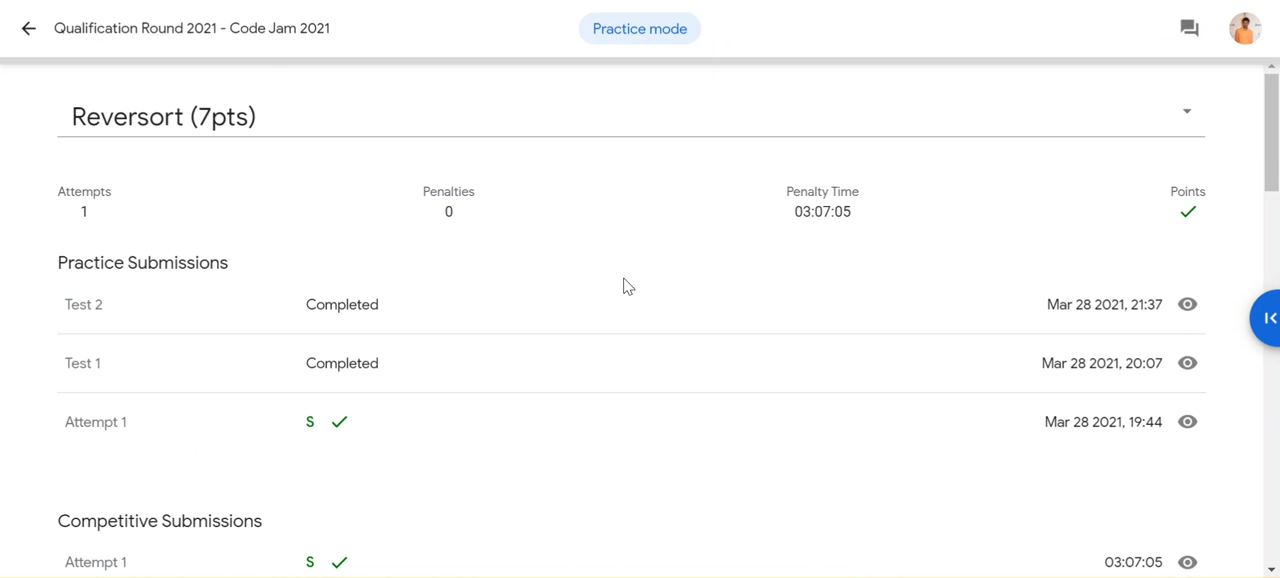 Qualification Round 2021 - Code Jam 2021
Practice mode
Reversort (7pts)
Attempts Penalties Penalty Time Points
1 0 03:07:05
Practice Submissions
Test 2 Completed Mar 28 2021, 21:37
Test 1 Completed Mar 28 2021, 20:07
Attempt 1 S Mar 28 2021, 19:44
Competitive Submissions
Attempt 1 S 03:07:05